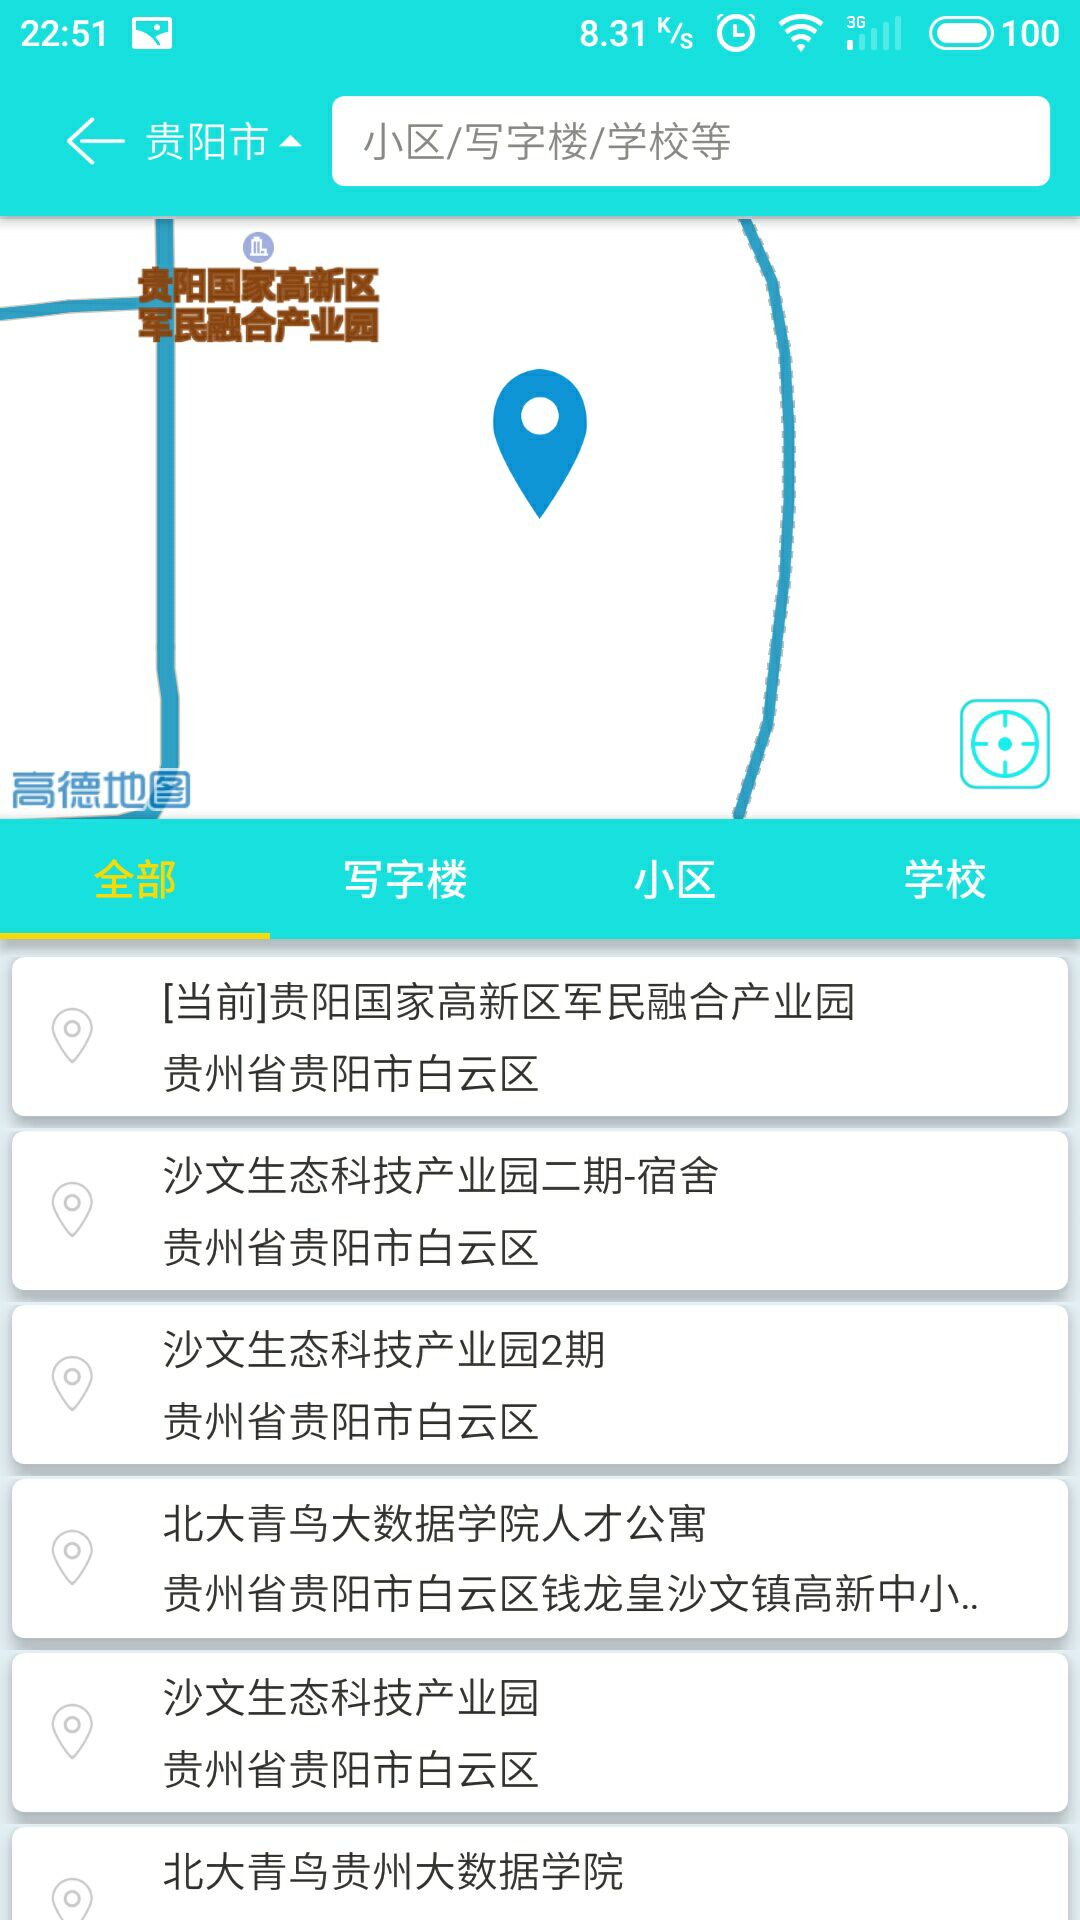 22:51
8.31 K/S
3G
100
贵阳市
小区/写字楼/学校等
贵阳国家高新区
军民融合产业园
高德地图
全部
写字楼
小区
学校
[当前]贵阳国家高新区军民融合产业园
贵州省贵阳市白云区
沙文生态科技产业园二期-宿舍
贵州省贵阳市白云区
沙文生态科技产业园2期
贵州省贵阳市白云区
北大青鸟大数据学院人才公寓
贵州省贵阳市白云区钱龙皇沙文镇高新中小..
沙文生态科技产业园
贵州省贵阳市白云区
北大青鸟贵州大数据学院